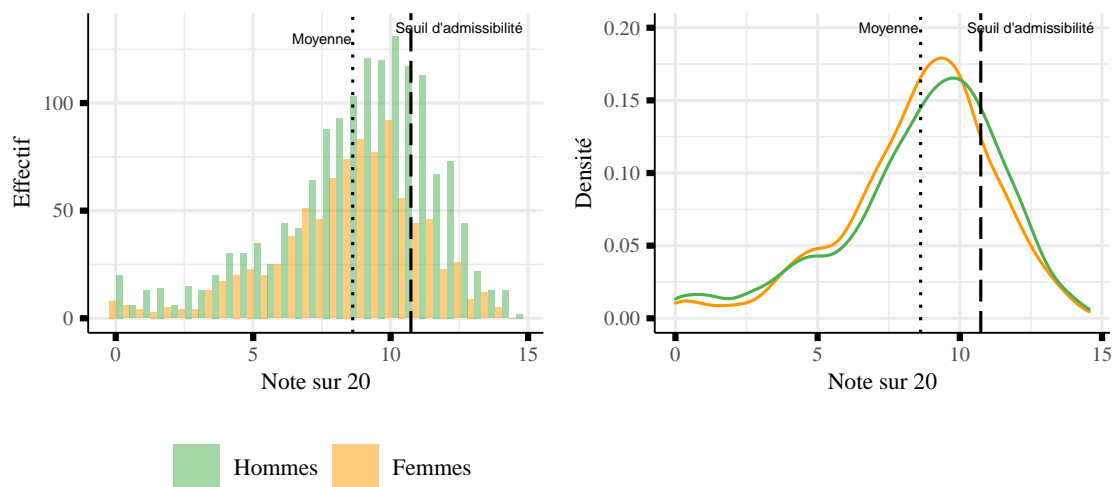 Moyenne
Seuil d'admissibilité
100
50
0
Effectif
0
5
10
15
Note sur 20
Moyenne
Seuil d'admissibilité
0.20
0.15
0.10
0.05
0.00
Densité
0
5
10
15
Note sur 20
Hommes
Femmes